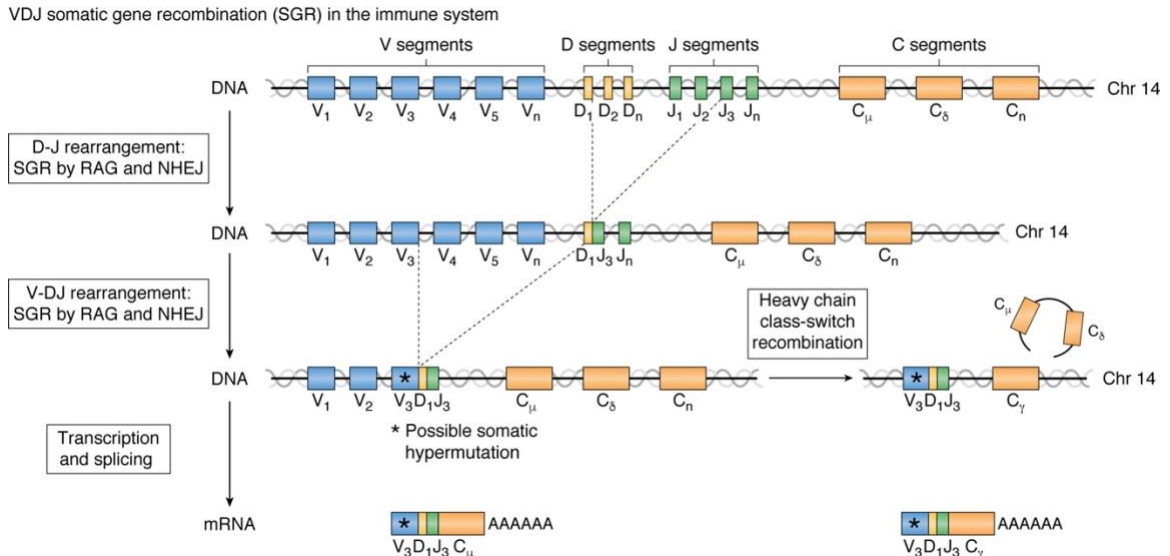 VDJ somatic gene recombination (SGR) in the immune system
V segments D segments J segments C segments
DNA Chr 14
V₁ V₂ V₃ V₄ V₅ Vₙ D₁ D₂ Dₙ J₁ J₂ J₃ Jₙ Cμ Cδ Cₙ
D-J rearrangement:
SGR by RAG and NHEJ
DNA Chr 14
V₁ V₂ V₃ V₄ V₅ Vₙ D₁ J₃ Jₙ Cμ Cδ Cₙ
V-DJ rearrangement:
SGR by RAG and NHEJ
Heavy chain
class-switch
recombination
Cμ Cδ
DNA * * Chr 14
V₁ V₂ V₃ D₁ J₃ Cμ Cδ Cₙ V₃ D₁ J₃ Cγ
* Possible somatic
hypermutation
Transcription
and splicing
mRNA * AAAAAA * AAAAAA
V₃ D₁ J₃ Cμ V₃ D₁ J₃ Cγ